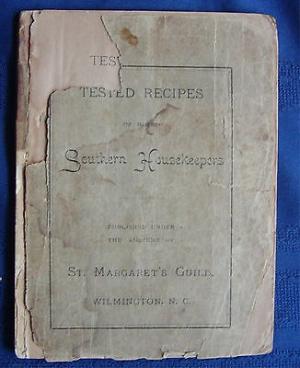 TES
TESTED RECIPES
Southern Housekeepers
PUBLISHED UNDER
THE AUSPICES OF
ST. MARGARET'S GUILD,
WILMINGTON, N. C.